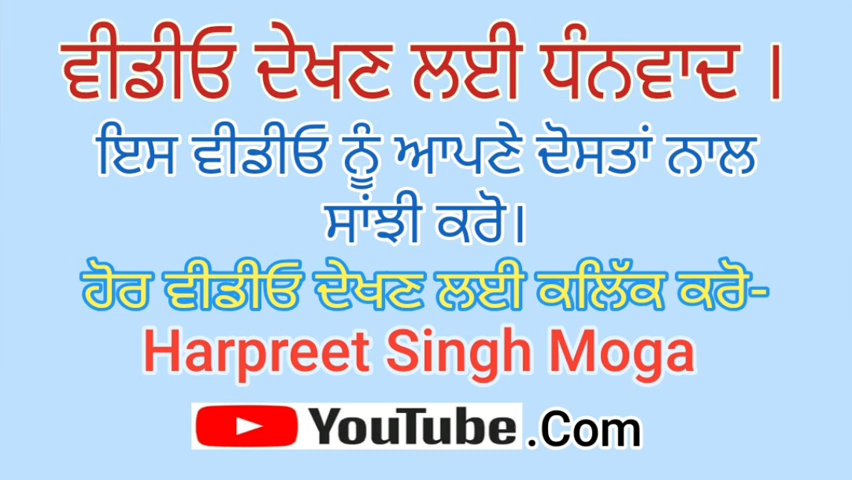 ਵੀਡੀਓ ਦੇਖਣ ਲਈ ਧੰਨਵਾਦ ।
ਇਸ ਵੀਡੀਓ ਨੂੰ ਆਪਣੇ ਦੋਸਤਾਂ ਨਾਲ
ਸਾਂਝੀ ਕਰੋ।
ਹੋਰ ਵੀਡੀਓ ਦੇਖਣ ਲਈ ਕਲਿੱਕ ਕਰੋ-
Harpreet Singh Moga
YouTube .Com